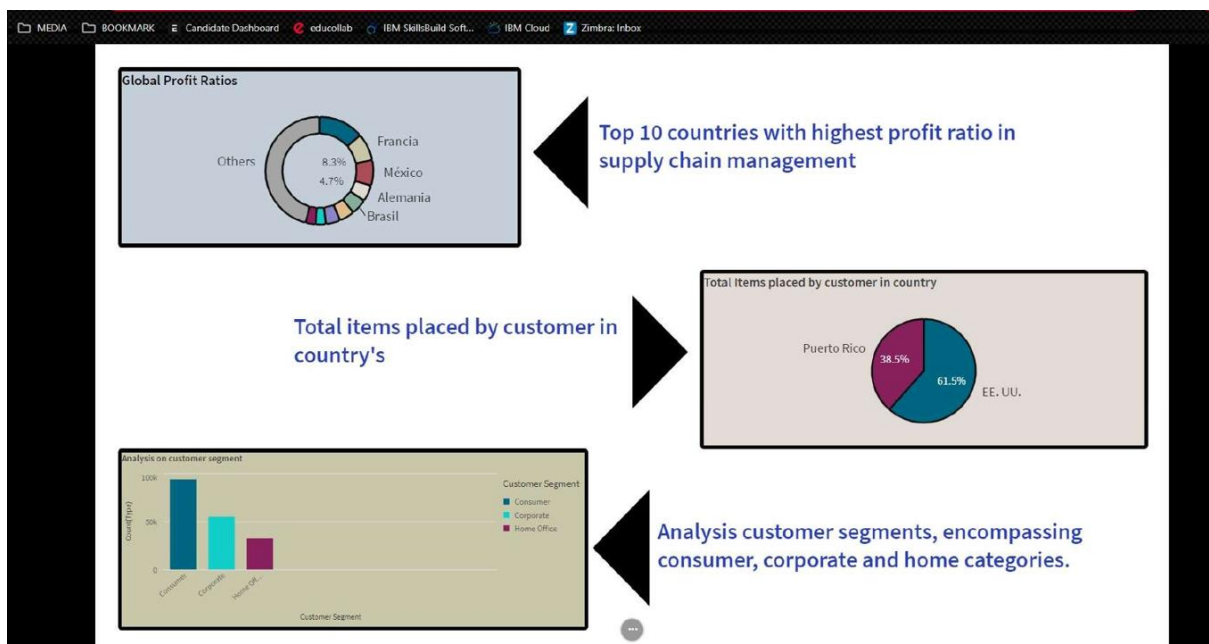 MEDIA BOOKMARK Candidate Dashboard educollab IBM SkillsBuild Soft... IBM Cloud Zimbra: Inbox
Global Profit Ratios
Others
8.3%
4.7%
Francia
México
Alemania
Brasil
Top 10 countries with highest profit ratio in
supply chain management
Total items placed by customer in
country's
Total Items placed by customer in country
Puerto Rico
38.5%
61.5%
EE. UU.
Analysis on customer segment
100k
50k
0
Count(Type)
Consumer
Corporate
Home Off...
Customer Segment
Customer Segment
Consumer
Corporate
Home Office
Analysis customer segments, encompassing
consumer, corporate and home categories.